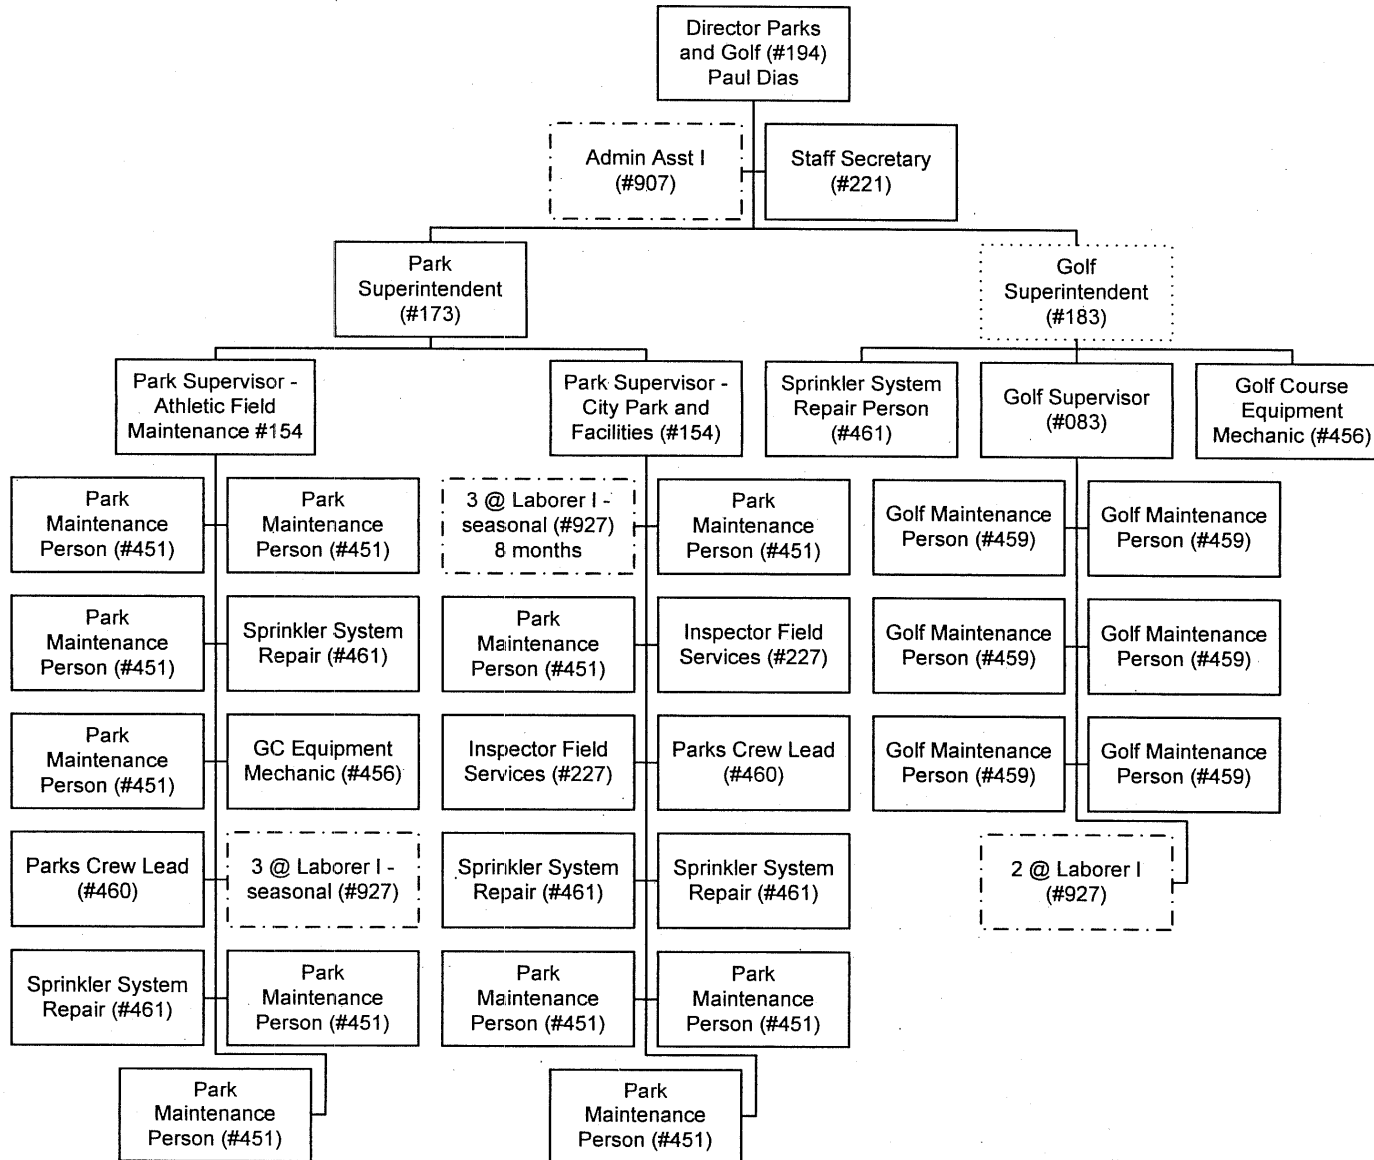 Director Parks
and Golf (#194)
Paul Dias
Admin Asst I
(#907)
Staff Secretary
(#221)
Park
Superintendent
(#173)
Golf
Superintendent
(#183)
Park Supervisor -
Athletic Field
Maintenance #154
Park Supervisor -
City Park and
Facilities (#154)
Sprinkler System
Repair Person
(#461)
Golf Supervisor
(#083)
Golf Course
Equipment
Mechanic (#456)
Park
Maintenance
Person (#451)
Park
Maintenance
Person (#451)
3 @ Laborer I -
seasonal (#927)
8 months
Park
Maintenance
Person (#451)
Golf Maintenance
Person (#459)
Golf Maintenance
Person (#459)
Park
Maintenance
Person (#451)
Sprinkler System
Repair (#461)
Park
Maintenance
Person (#451)
Inspector Field
Services (#227)
Golf Maintenance
Person (#459)
Golf Maintenance
Person (#459)
Park
Maintenance
Person (#451)
GC Equipment
Mechanic (#456)
Inspector Field
Services (#227)
Parks Crew Lead
(#460)
Golf Maintenance
Person (#459)
Golf Maintenance
Person (#459)
Parks Crew Lead
(#460)
3 @ Laborer I -
seasonal (#927)
Sprinkler System
Repair (#461)
Sprinkler System
Repair (#461)
2 @ Laborer I
(#927)
Sprinkler System
Repair (#461)
Park
Maintenance
Person (#451)
Park
Maintenance
Person (#451)
Park
Maintenance
Person (#451)
Park
Maintenance
Person (#451)
Park
Maintenance
Person (#451)